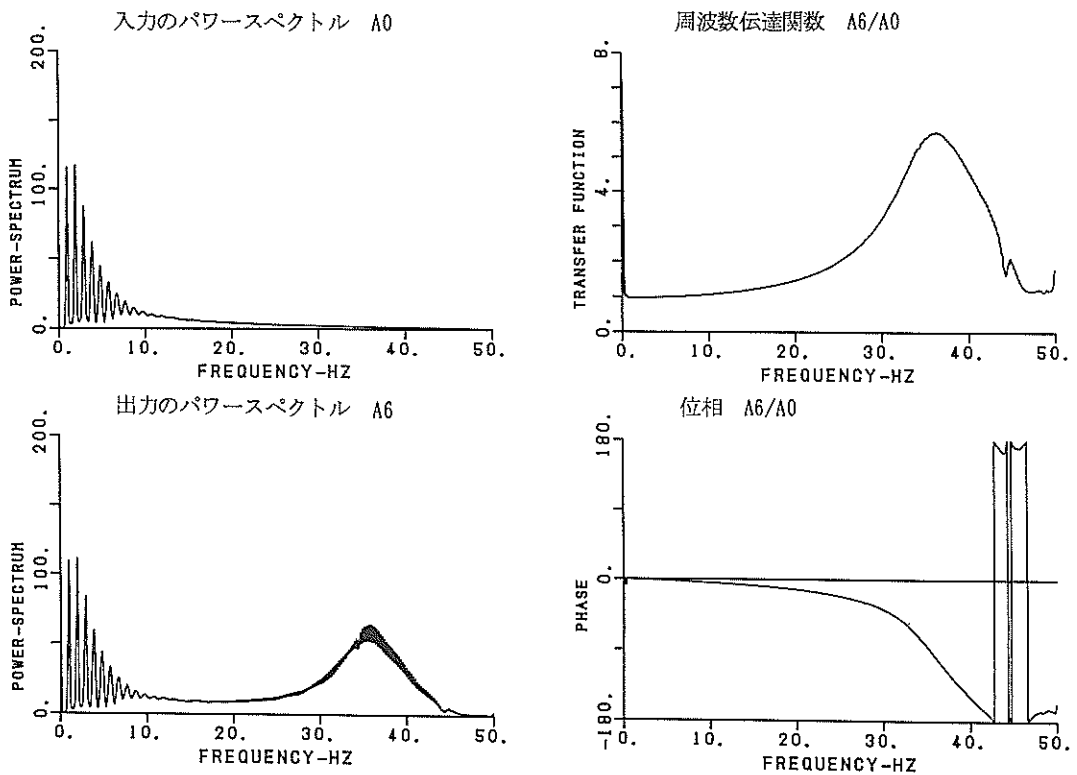 入力のパワースペクトル A0
200.
100.
0.
POWER-SPECTRUM
0. 10. 20. 30. 40. 50.
FREQUENCY-HZ
周波数伝達関数 A6/A0
8.
4.
0.
TRANSFER FUNCTION
0. 10. 20. 30. 40. 50.
FREQUENCY-HZ
出力のパワースペクトル A6
200.
100.
0.
POWER-SPECTRUM
0. 10. 20. 30. 40. 50.
FREQUENCY-HZ
位相 A6/A0
180.
0.
-180.
PHASE
0. 10. 20. 30. 40. 50.
FREQUENCY-HZ